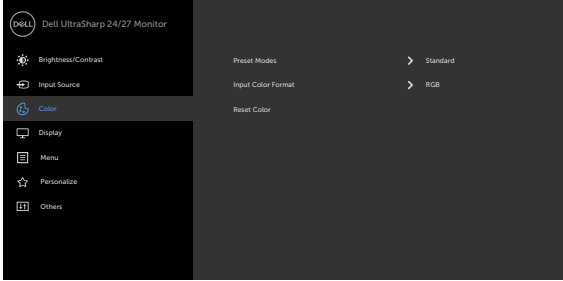 DELL Dell UltraSharp 24/27 Monitor
Brightness/Contrast
Preset Modes Standard
Input Source
Input Color Format RGB
Color
Reset Color
Display
Menu
Personalize
Others